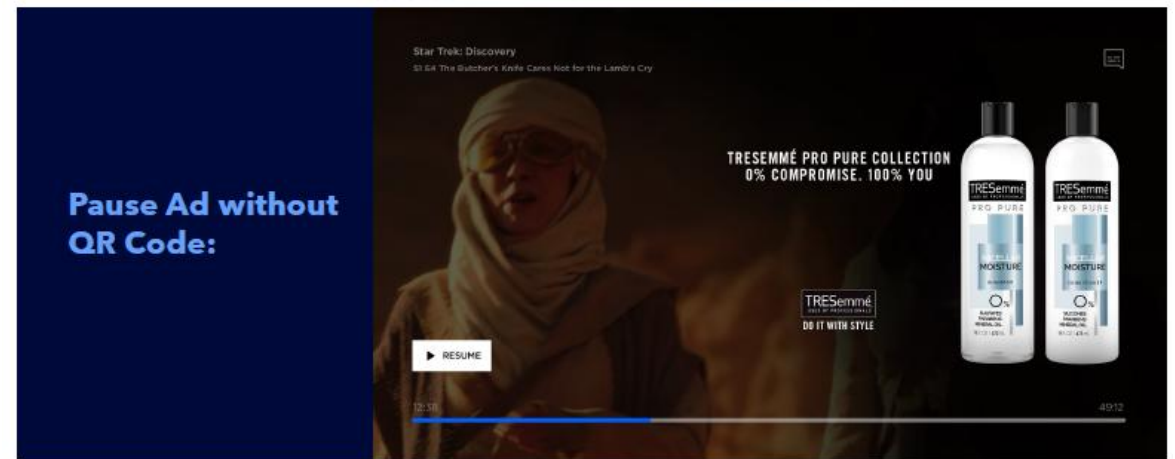 Pause Ad without
QR Code:
Star Trek: Discovery
S1 E4 The Butcher's Knife Cares Not for the Lamb's Cry
TRESEMMÉ PRO PURE COLLECTION
0% COMPROMISE. 100% YOU
TRESemmé
DO IT WITH STYLE
RESUME
12:38
49:12
TRESemmé
PRO PURE
MOISTURE
0%
TRESemmé
PRO PURE
MOISTURE
0%